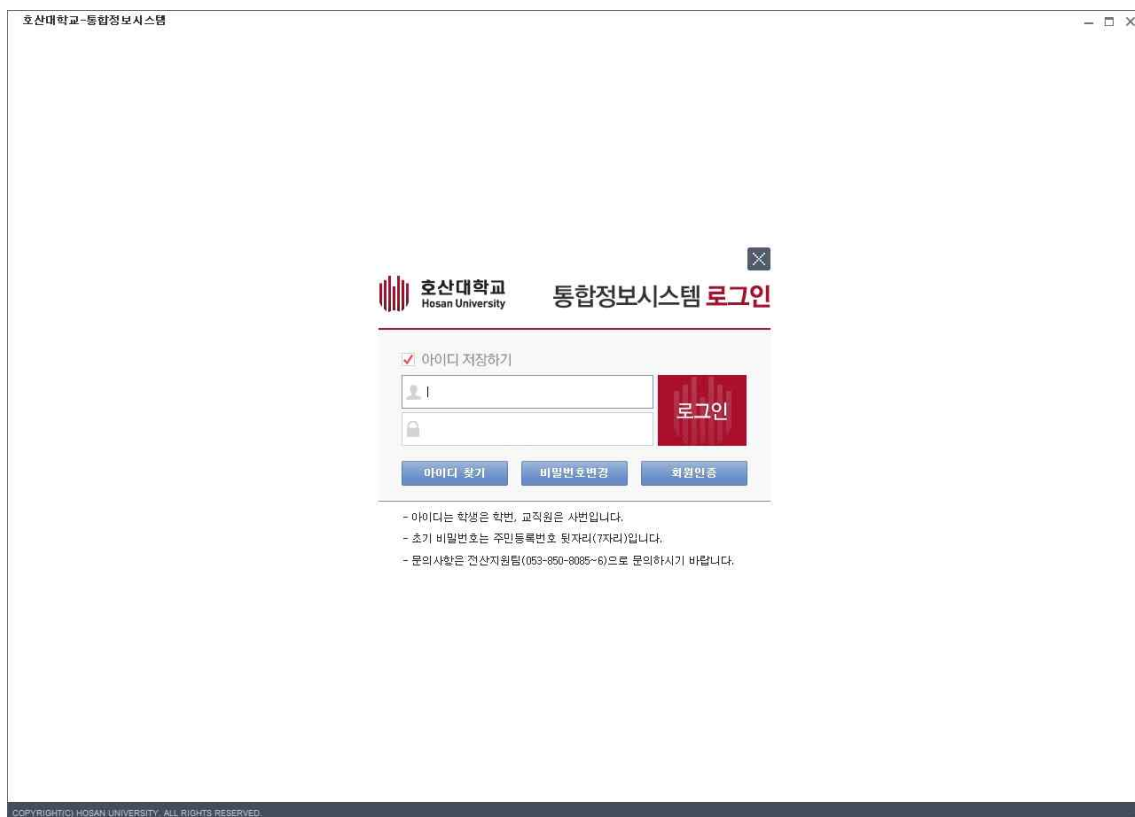 호산대학교-통합정보시스템
호산대학교
Hosan University
통합정보시스템 로그인
아이디 저장하기
로그인
아이디 찾기
비밀번호변경
회원인증
- 아이디는 학생은 학번, 교직원은 사번입니다.
- 초기 비밀번호는 주민등록번호 뒷자리(7자리)입니다.
- 문의사항은 전산지원팀(053-850-8085~6)으로 문의하시기 바랍니다.
COPYRIGHT(C) HOSAN UNIVERSITY. ALL RIGHTS RESERVED.